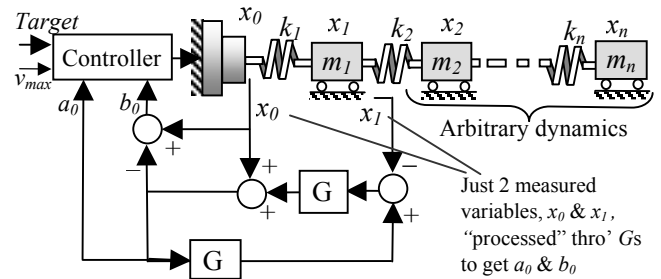 Target
v_max
Controller
a_0
b_0
x_0
k_1
x_1
m_1
k_2
x_2
m_2
k_n
x_n
m_n
x_0
x_1
Arbitrary dynamics
+
−
+
+
G
−
+
G
Just 2 measured
variables, x_0 & x_1,
“processed” thro’ Gs
to get a_0 & b_0